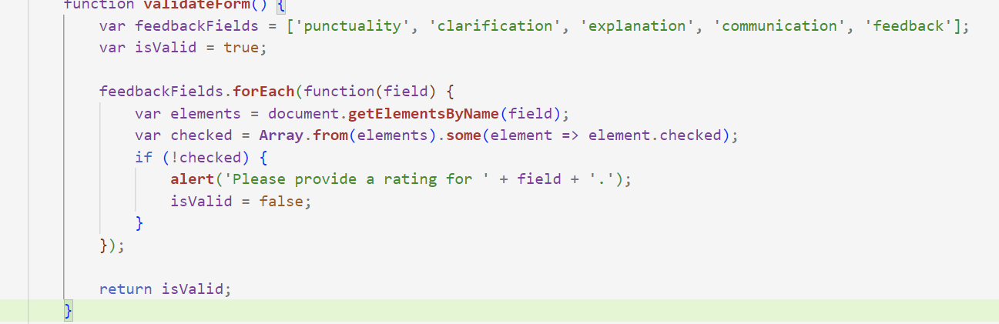 function validateForm() {
var feedbackFields = ['punctuality', 'clarification', 'explanation', 'communication', 'feedback'];
var isValid = true;
feedbackFields.forEach(function(field) {
var elements = document.getElementsByName(field);
var checked = Array.from(elements).some(element => element.checked);
if (!checked) {
alert('Please provide a rating for ' + field + '.');
isValid = false;
}
});
return isValid;
}